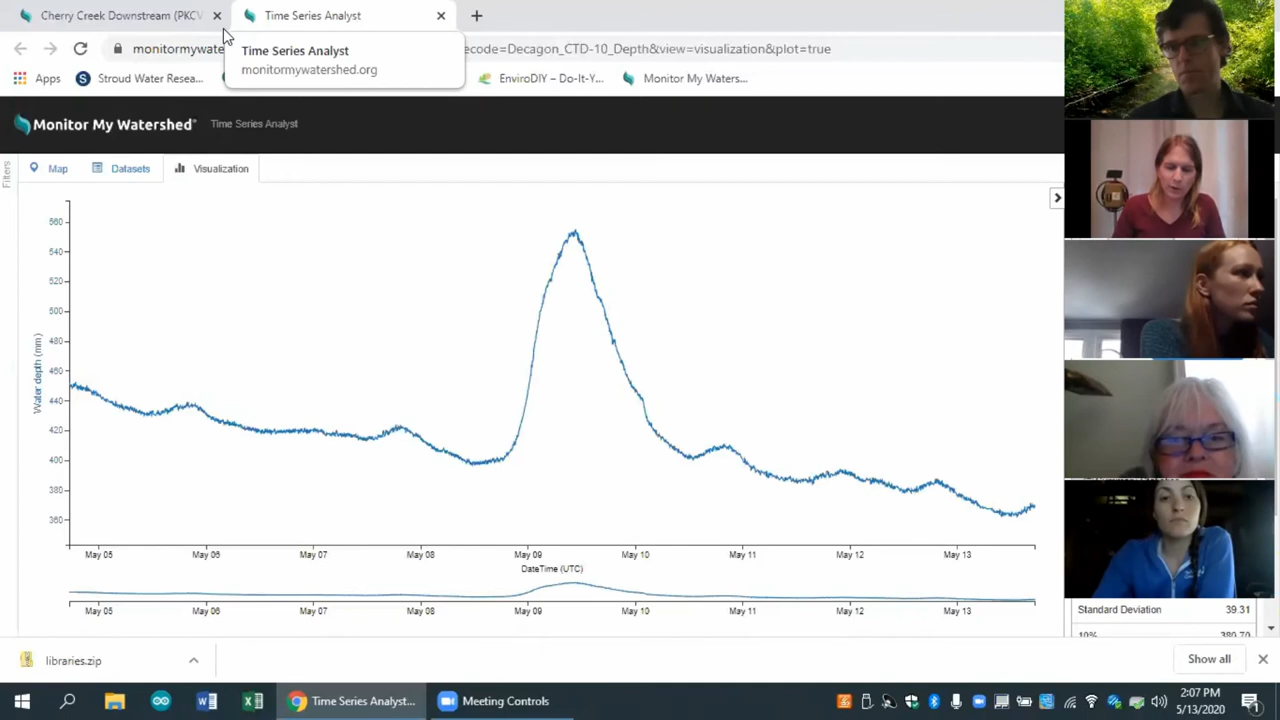 Cherry Creek Downstream (PKCV
Time Series Analyst
monitormywate
ecode=Decagon_CTD-10_Depth&view=visualization&plot=true
Time Series Analyst
monitormywatershed.org
Apps
Stroud Water Resea...
EnviroDIY – Do-It-Y...
Monitor My Waters...
Monitor My Watershed®
Time Series Analyst
Filters
Map
Datasets
Visualization
Water depth (mm)
560
540
520
500
480
460
440
420
400
380
360
May 05 May 06 May 07 May 08 May 09 May 10 May 11 May 12 May 13
DateTime (UTC)
May 05 May 06 May 07 May 08 May 09 May 10 May 11 May 12 May 13
Standard Deviation 39.31
10% 380.70
libraries.zip
Show all
Time Series Analyst...
Meeting Controls
2:07 PM
5/13/2020